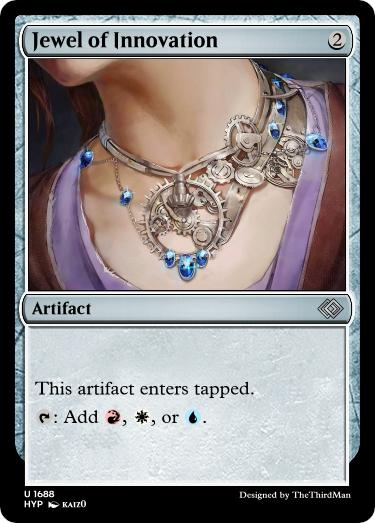 Jewel of Innovation 2
Artifact
This artifact enters tapped.
: Add , , or .
U 1688
HYP KAIZ0 Designed by TheThirdMan